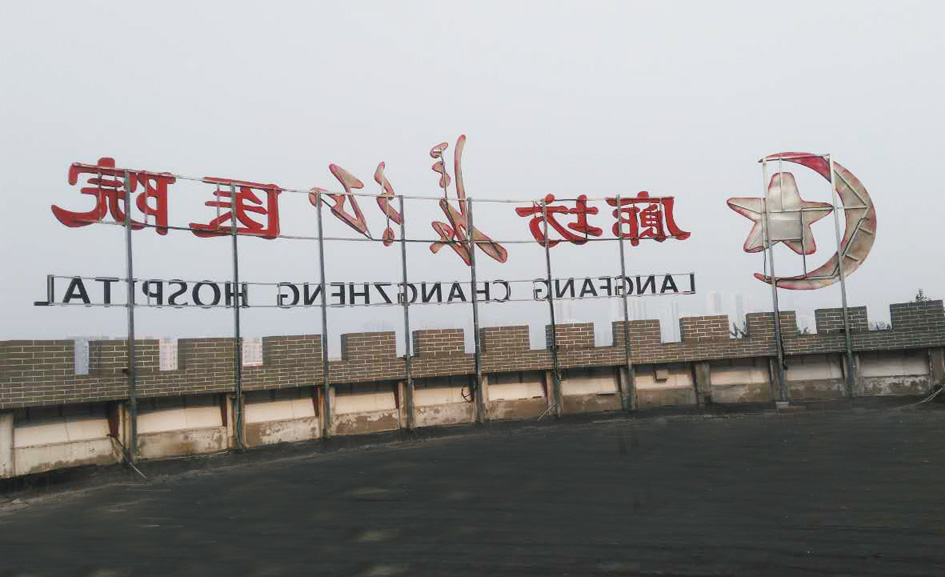 廊坊长征医院
LANGFANG CHANGZHENG HOSPITAL